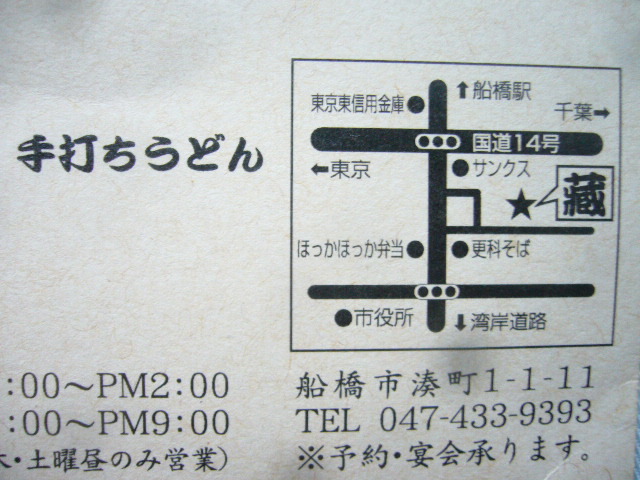 手打ちうどん
東京東信用金庫
↑船橋駅
千葉→
国道14号
←東京
サンクス
藏
ほっかほっか弁当
更科そば
市役所
↓湾岸道路
:00～PM2:00
:00～PM9:00
木・土曜昼のみ営業)
船橋市湊町1-1-11
TEL 047-433-9393
※予約・宴会承ります。